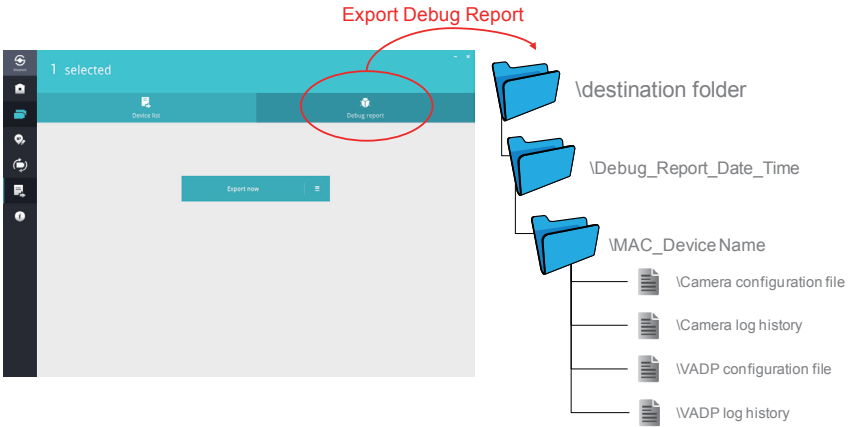 Export Debug Report
1 selected
Device list
Debug report
Export now
\destination folder
\Debug_Report_Date_Time
\MAC_Device Name
\Camera configuration file
\Camera log history
\VADP configuration file
\VADP log history